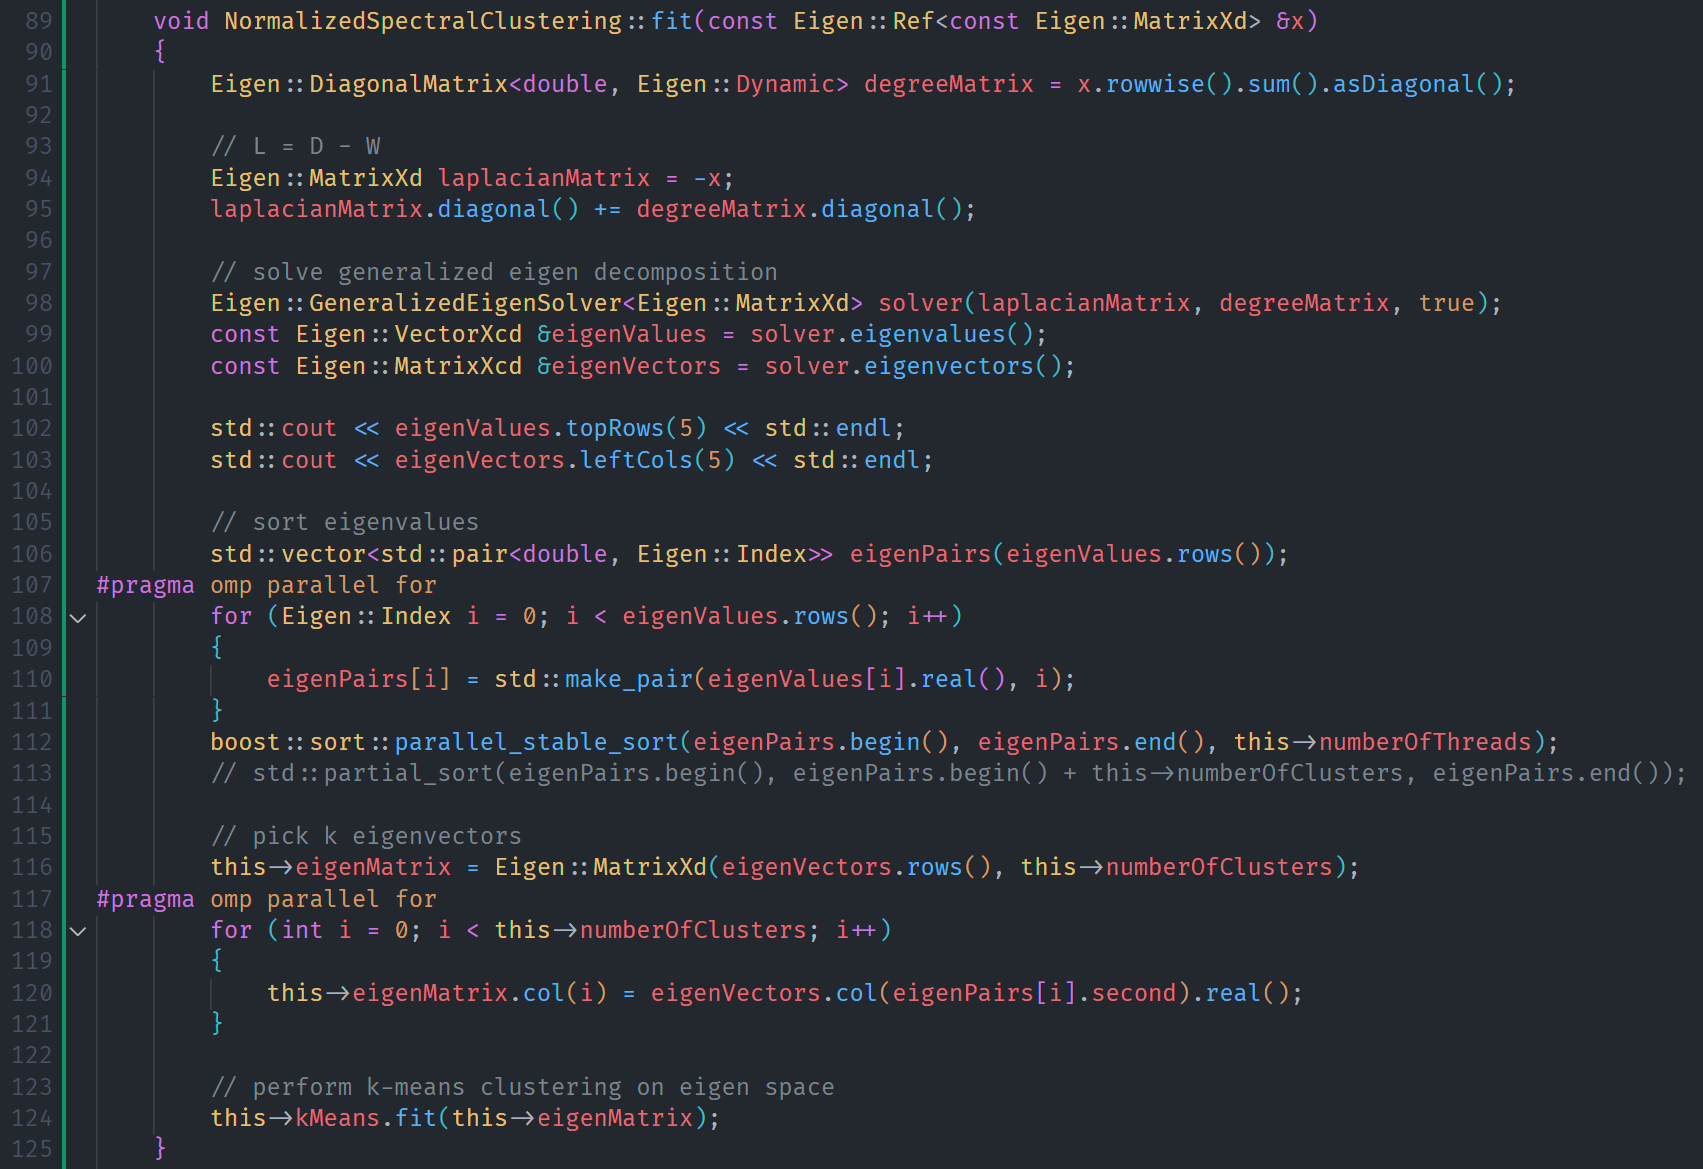 89 void NormalizedSpectralClustering::fit(const Eigen::Ref<const Eigen::MatrixXd> &x)
90 {
91 Eigen::DiagonalMatrix<double, Eigen::Dynamic> degreeMatrix = x.rowwise().sum().asDiagonal();
92
93 // L = D - W
94 Eigen::MatrixXd laplacianMatrix = -x;
95 laplacianMatrix.diagonal() += degreeMatrix.diagonal();
96
97 // solve generalized eigen decomposition
98 Eigen::GeneralizedEigenSolver<Eigen::MatrixXd> solver(laplacianMatrix, degreeMatrix, true);
99 const Eigen::VectorXcd &eigenValues = solver.eigenvalues();
100 const Eigen::MatrixXcd &eigenVectors = solver.eigenvectors();
101
102 std::cout << eigenValues.topRows(5) << std::endl;
103 std::cout << eigenVectors.leftCols(5) << std::endl;
104
105 // sort eigenvalues
106 std::vector<std::pair<double, Eigen::Index>> eigenPairs(eigenValues.rows());
107 #pragma omp parallel for
108 for (Eigen::Index i = 0; i < eigenValues.rows(); i++)
109 {
110 eigenPairs[i] = std::make_pair(eigenValues[i].real(), i);
111 }
112 boost::sort::parallel_stable_sort(eigenPairs.begin(), eigenPairs.end(), this->numberOfThreads);
113 // std::partial_sort(eigenPairs.begin(), eigenPairs.begin() + this->numberOfClusters, eigenPairs.end());
114
115 // pick k eigenvectors
116 this->eigenMatrix = Eigen::MatrixXd(eigenVectors.rows(), this->numberOfClusters);
117 #pragma omp parallel for
118 for (int i = 0; i < this->numberOfClusters; i++)
119 {
120 this->eigenMatrix.col(i) = eigenVectors.col(eigenPairs[i].second).real();
121 }
122
123 // perform k-means clustering on eigen space
124 this->kMeans.fit(this->eigenMatrix);
125 }